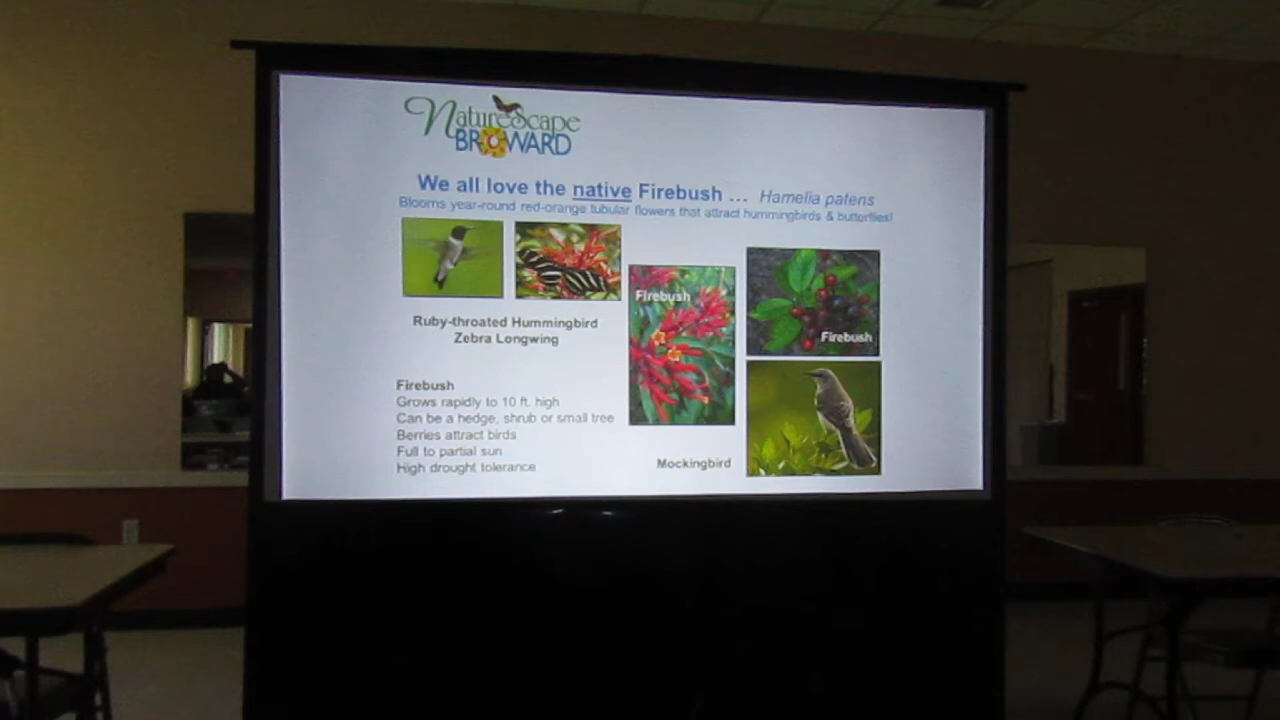 NatureScape
BROWARD
We all love the native Firebush ... Hamelia patens
Blooms year-round red-orange tubular flowers that attract hummingbirds & butterflies!
Firebush
Firebush
Ruby-throated Hummingbird
Zebra Longwing
Firebush
Grows rapidly to 10 ft. high
Can be a hedge, shrub or small tree
Berries attract birds
Full to partial sun
High drought tolerance
Mockingbird